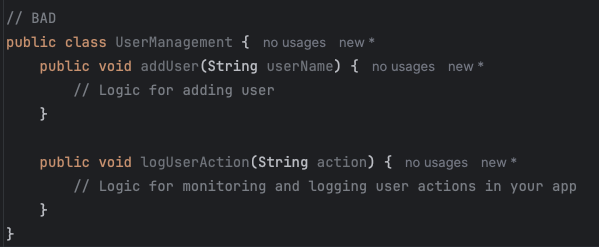 // BAD
public class UserManagement { no usages new *
public void addUser(String userName) { no usages new *
// Logic for adding user
}
public void logUserAction(String action) { no usages new *
// Logic for monitoring and logging user actions in your app
}
}